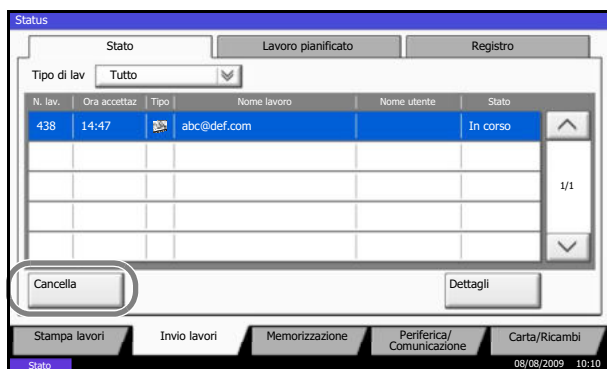 Status
Stato Lavoro pianificato Registro
Tipo di lav Tutto
N. lav. Ora accettaz Tipo Nome lavoro Nome utente Stato
438 14:47 abc@def.com In corso
1/1
Cancella Dettagli
Stampa lavori Invio lavori Memorizzazione Periferica/ Comunicazione Carta/Ricambi
Stato 08/08/2009 10:10